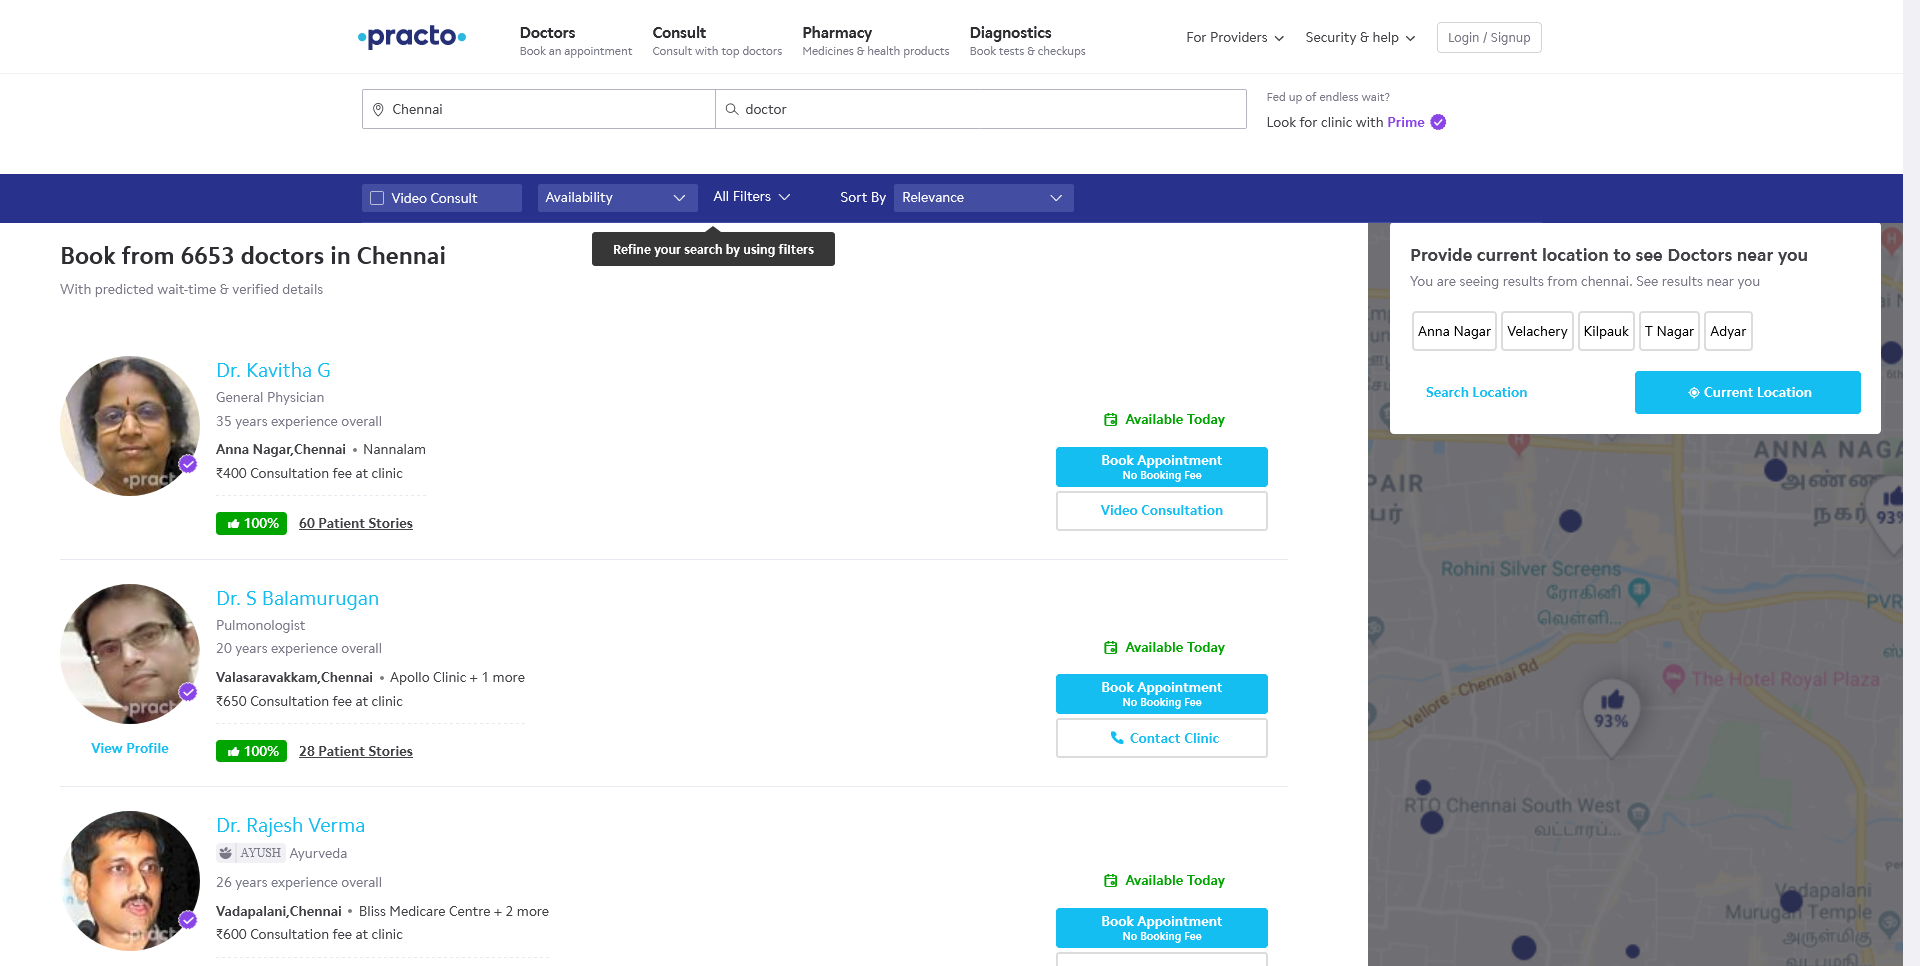 practo
Doctors
Book an appointment
Consult
Consult with top doctors
Pharmacy
Medicines & health products
Diagnostics
Book tests & checkups
For Providers
Security & help
Login / Signup
Chennai
doctor
Fed up of endless wait?
Look for clinic with Prime
Video Consult
Availability
All Filters
Sort By
Relevance
Refine your search by using filters
Book from 6653 doctors in Chennai
With predicted wait-time & verified details
Dr. Kavitha G
General Physician
35 years experience overall
Anna Nagar,Chennai • Nannalam
₹400 Consultation fee at clinic
100%
60 Patient Stories
Available Today
Book Appointment
No Booking Fee
Video Consultation
Dr. S Balamurugan
Pulmonologist
20 years experience overall
Valasaravakkam,Chennai • Apollo Clinic + 1 more
₹650 Consultation fee at clinic
View Profile
100%
28 Patient Stories
Available Today
Book Appointment
No Booking Fee
Contact Clinic
Dr. Rajesh Verma
AYUSH Ayurveda
26 years experience overall
Vadapalani,Chennai • Bliss Medicare Centre + 2 more
₹600 Consultation fee at clinic
Available Today
Book Appointment
No Booking Fee
Provide current location to see Doctors near you
You are seeing results from chennai. See results near you
Anna Nagar
Velachery
Kilpauk
T Nagar
Adyar
Search Location
Current Location
ANNA NAGA
நகர்
93%
Rohini Silver Screens
ரோகினி
வெள்ளி...
PVR
Vellore - Chennai Rd
The Hotel Royal Plaza
93%
RTO Chennai South West
வட்டாரப்...
Vadapalani
Murugan Temple
அருள்மிகு
வடபழனி